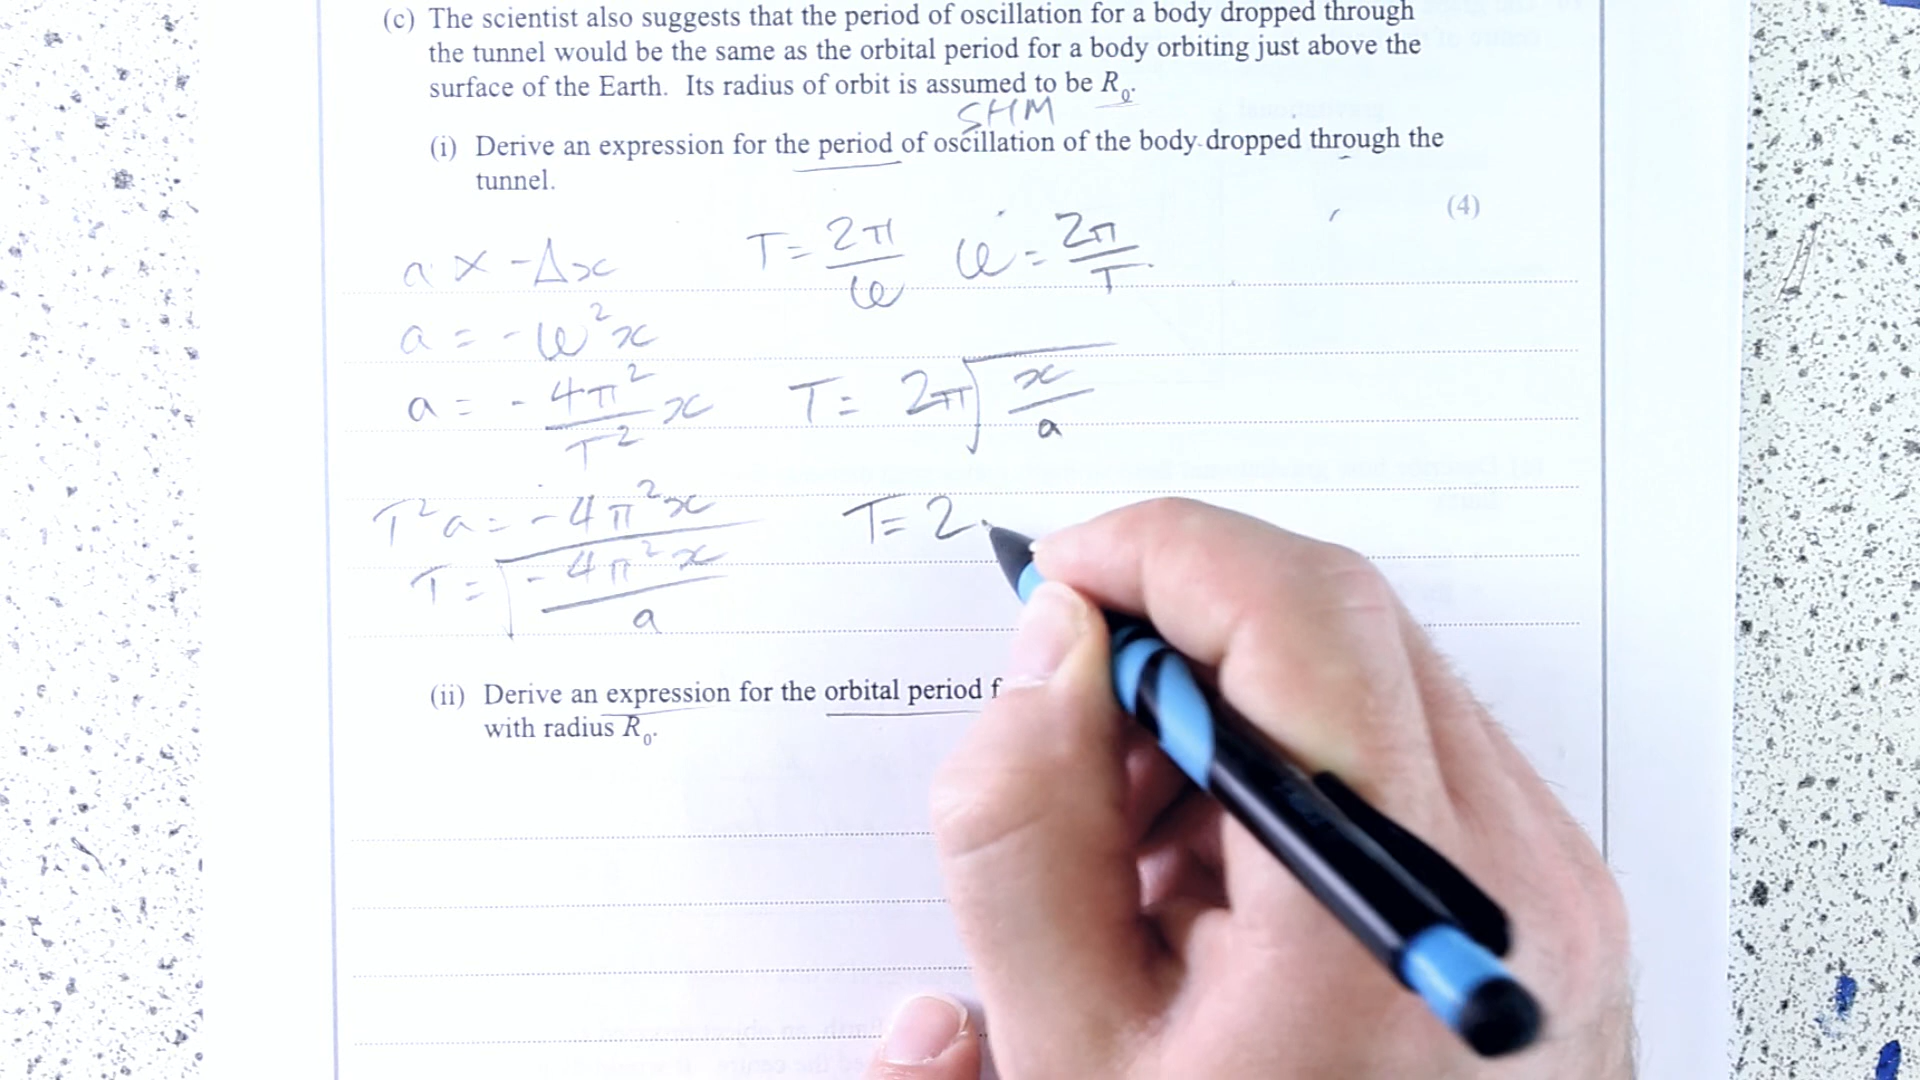 (c) The scientist also suggests that the period of oscillation for a body dropped through
the tunnel would be the same as the orbital period for a body orbiting just above the
surface of the Earth. Its radius of orbit is assumed to be R₀.
SHM
(i) Derive an expression for the period of oscillation of the body dropped through the
tunnel.
(4)
a ∝ -Δx T = 2π/ω ω = 2π/T
a = -ω²x
a = -4π²/T² x T = 2π√(x/a)
T²a = -4π²x T = 2
T = √(-4π²x/a)
(ii) Derive an expression for the orbital period
with radius R₀.